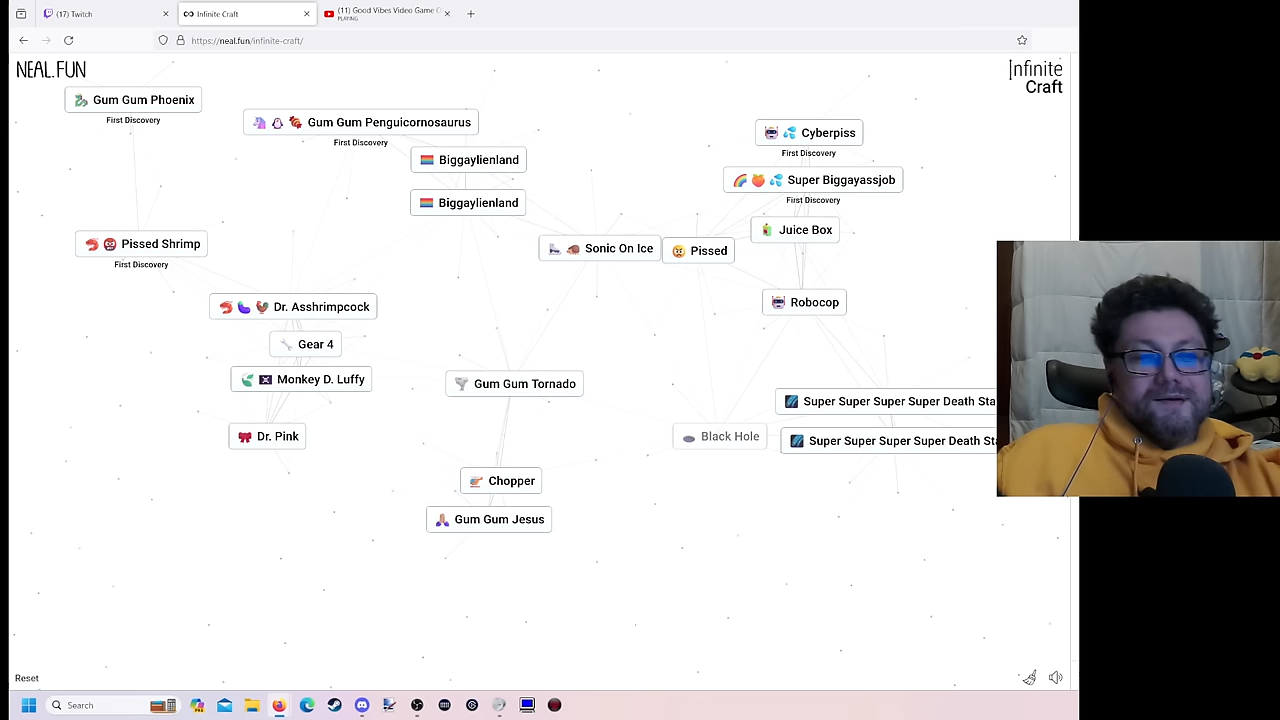 (17) Twitch
Infinite Craft
(11) Good Vibes Video Game
PLAYING
https://neal.fun/infinite-craft/
NEAL.FUN
Infinite
Craft
Gum Gum Phoenix
First Discovery
Gum Gum Penguicornosaurus
First Discovery
Cyberpiss
First Discovery
Biggaylienland
Super Biggayassjob
First Discovery
Biggaylienland
Juice Box
Pissed Shrimp
First Discovery
Sonic On Ice
Pissed
Dr. Asshrimpcock
Robocop
Gear 4
Monkey D. Luffy
Gum Gum Tornado
Super Super Super Super Death Sta
Dr. Pink
Black Hole
Super Super Super Super Death Sta
Chopper
Gum Gum Jesus
Reset
Search